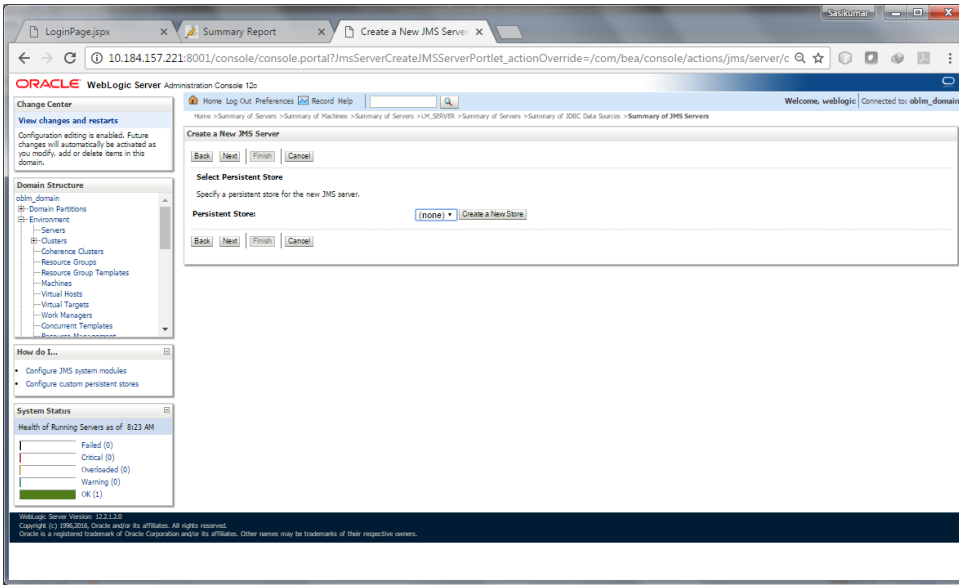 Sasikumar
LoginPage.jspx
Summary Report
Create a New JMS Server
10.184.157.221:8001/console/console.portal?JmsServerCreateJMSServerPortlet_actionOverride=/com/bea/console/actions/jms/server/c
ORACLE WebLogic Server Administration Console 12c
Change Center
View changes and restarts
Configuration editing is enabled. Future
changes will automatically be activated as
you modify, add or delete items in this
domain.
Home Log Out Preferences Record Help
Welcome, weblogic Connected to: oblm_domain
Home >Summary of Servers >Summary of Machines >Summary of Servers >LM_SERVER >Summary of Servers >Summary of JDBC Data Sources >Summary of JMS Servers
Create a New JMS Server
Back Next Finish Cancel
Select Persistent Store
Specify a persistent store for the new JMS server.
Persistent Store: (none) Create a New Store
Back Next Finish Cancel
Domain Structure
oblm_domain
Domain Partitions
Environment
Servers
Clusters
Coherence Clusters
Resource Groups
Resource Group Templates
Machines
Virtual Hosts
Virtual Targets
Work Managers
Concurrent Templates
Resource Management
How do I...
Configure JMS system modules
Configure custom persistent stores
System Status
Health of Running Servers as of 8:23 AM
Failed (0)
Critical (0)
Overloaded (0)
Warning (0)
OK (1)
WebLogic Server Version: 12.2.1.2.0
Copyright (c) 1996,2016, Oracle and/or its affiliates. All rights reserved.
Oracle is a registered trademark of Oracle Corporation and/or its affiliates. Other names may be trademarks of their respective owners.